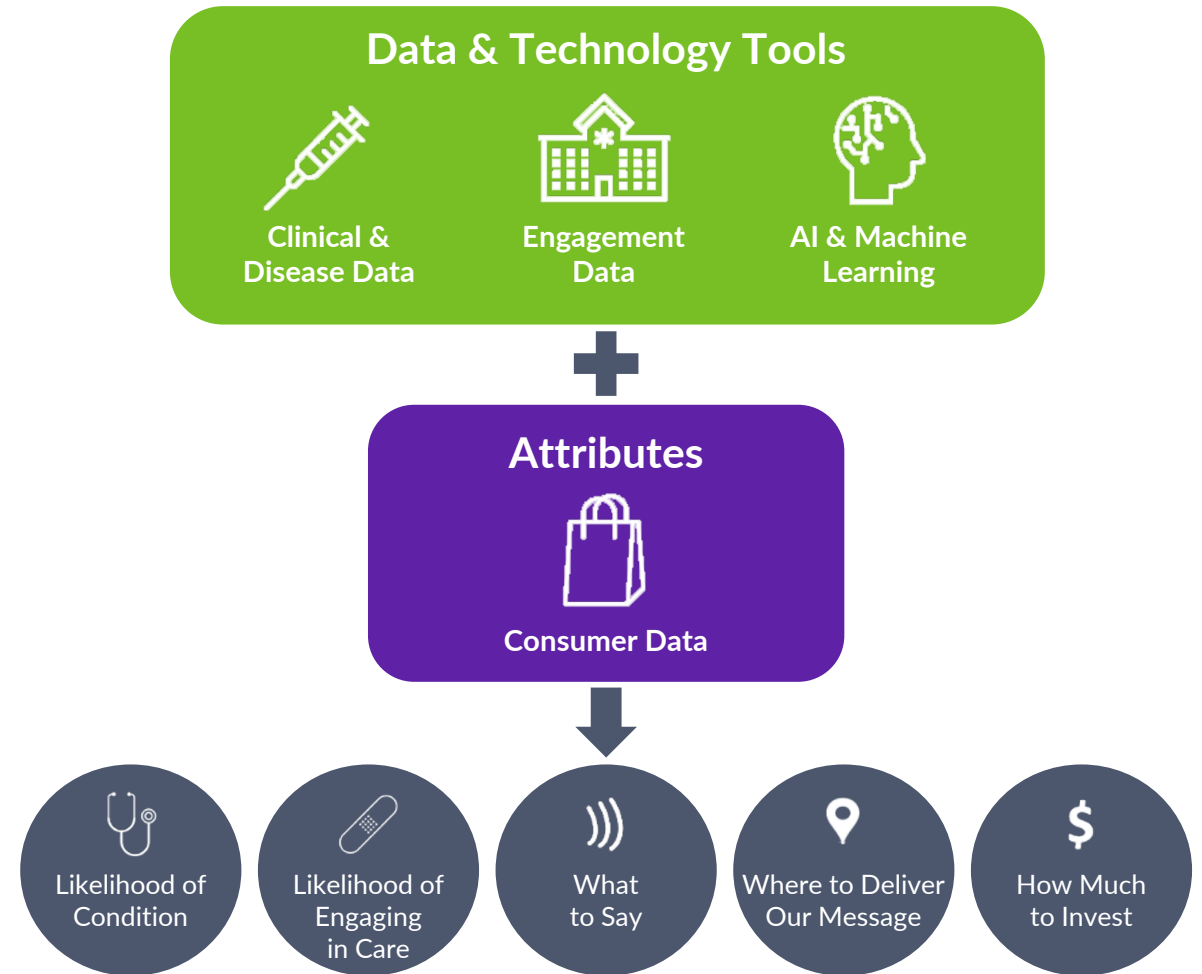 Data & Technology Tools
Clinical &
Disease Data
Engagement
Data
AI & Machine
Learning
Attributes
Consumer Data
Likelihood of
Condition
Likelihood of
Engaging
in Care
What
to Say
Where to Deliver
Our Message
$
How Much
to Invest